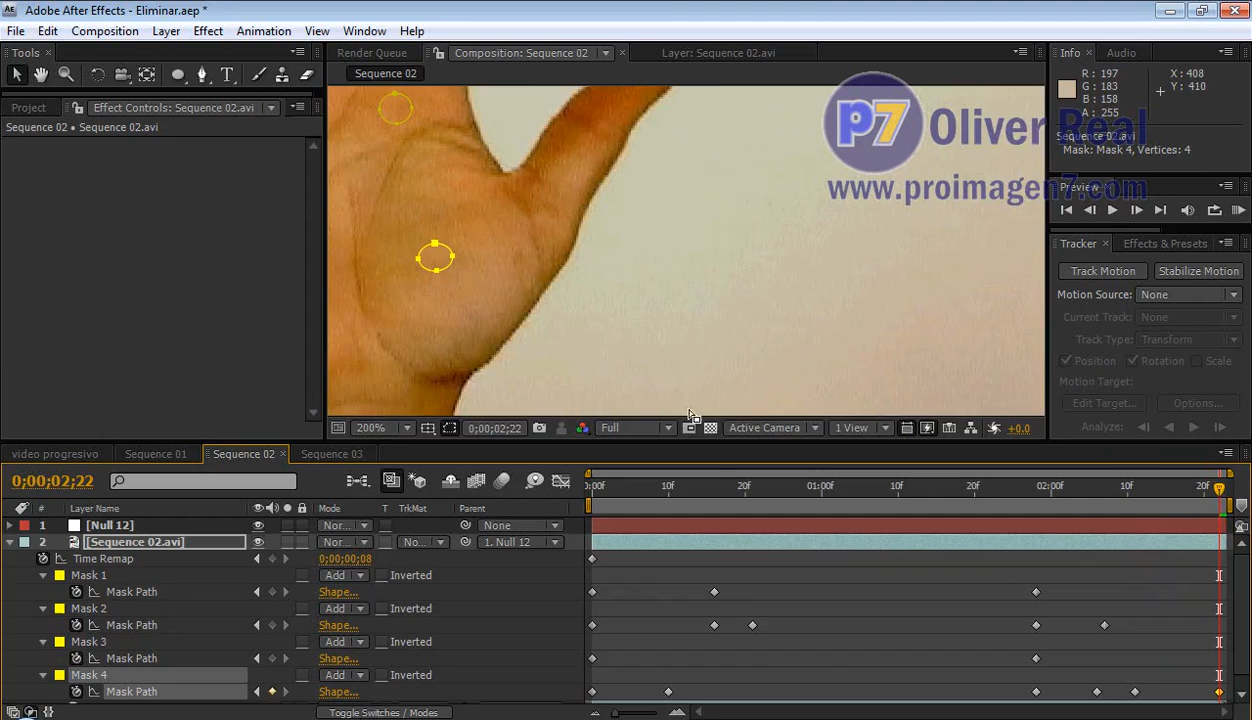 Adobe After Effects - Eliminar.aep *
File Edit Composition Layer Effect Animation View Window Help
Tools
Render Queue Composition: Sequence 02 Layer: Sequence 02.avi
Sequence 02
Info Audio
R : 197
G : 183
B : 158
A : 255
X : 408
Y : 410
Sequence 02.avi
Mask: Mask 4, Vertices: 4
Project Effect Controls: Sequence 02.avi
Sequence 02 • Sequence 02.avi
p7 Oliver Real
www.proimagen7.com
Preview
Tracker Effects & Presets
Track Motion Stabilize Motion
Motion Source: None
Current Track: None
Track Type: Transform
Position Rotation Scale
Motion Target:
Edit Target... Options...
Analyze:
200% 0;00;02;22 Full Active Camera 1 View +0.0
video progresivo Sequence 01 Sequence 02 Sequence 03
0;00;02;22
:00f 10f 20f 01:00f 10f 20f 02:00f 10f 20f
# Layer Name Mode T TrkMat Parent
1 [Null 12] Nor... None
2 [Sequence 02.avi] Nor... No... 1. Null 12
Time Remap 0;00;00;08
Mask 1 Add Inverted
Mask Path Shape...
Mask 2 Add Inverted
Mask Path Shape...
Mask 3 Add Inverted
Mask Path Shape...
Mask 4 Add Inverted
Mask Path Shape...
Toggle Switches / Modes